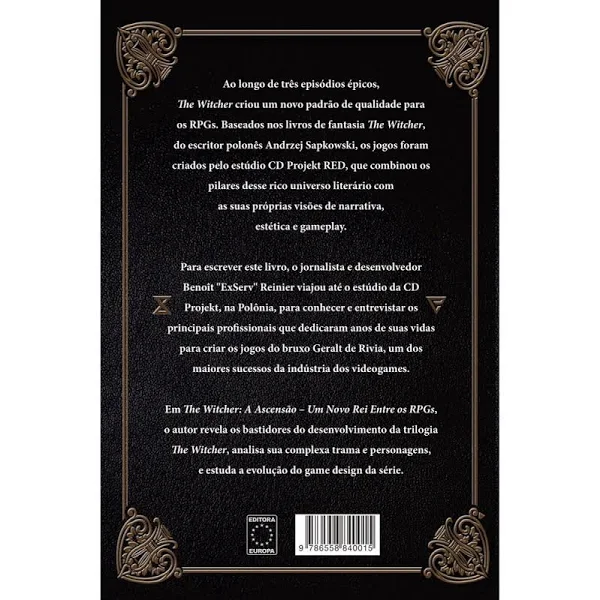 Ao longo de três episódios épicos,
The Witcher criou um novo padrão de qualidade para
os RPGs. Baseados nos livros de fantasia The Witcher,
do escritor polonês Andrzej Sapkowski, os jogos foram
criados pelo estúdio CD Projekt RED, que combinou os
pilares desse rico universo literário com
as suas próprias visões de narrativa,
estética e gameplay.
Para escrever este livro, o jornalista e desenvolvedor
Benoît "ExServ" Reinier viajou até o estúdio da CD
Projekt, na Polônia, para conhecer e entrevistar os
principais profissionais que dedicaram anos de suas vidas
para criar os jogos do bruxo Geralt de Rivia, um dos
maiores sucessos da indústria dos videogames.
Em The Witcher: A Ascensão – Um Novo Rei Entre os RPGs,
o autor revela os bastidores do desenvolvimento da trilogia
The Witcher, analisa sua complexa trama e personagens,
e estuda a evolução do game design da série.
EDITORA
EUROPA
9 786558 840015